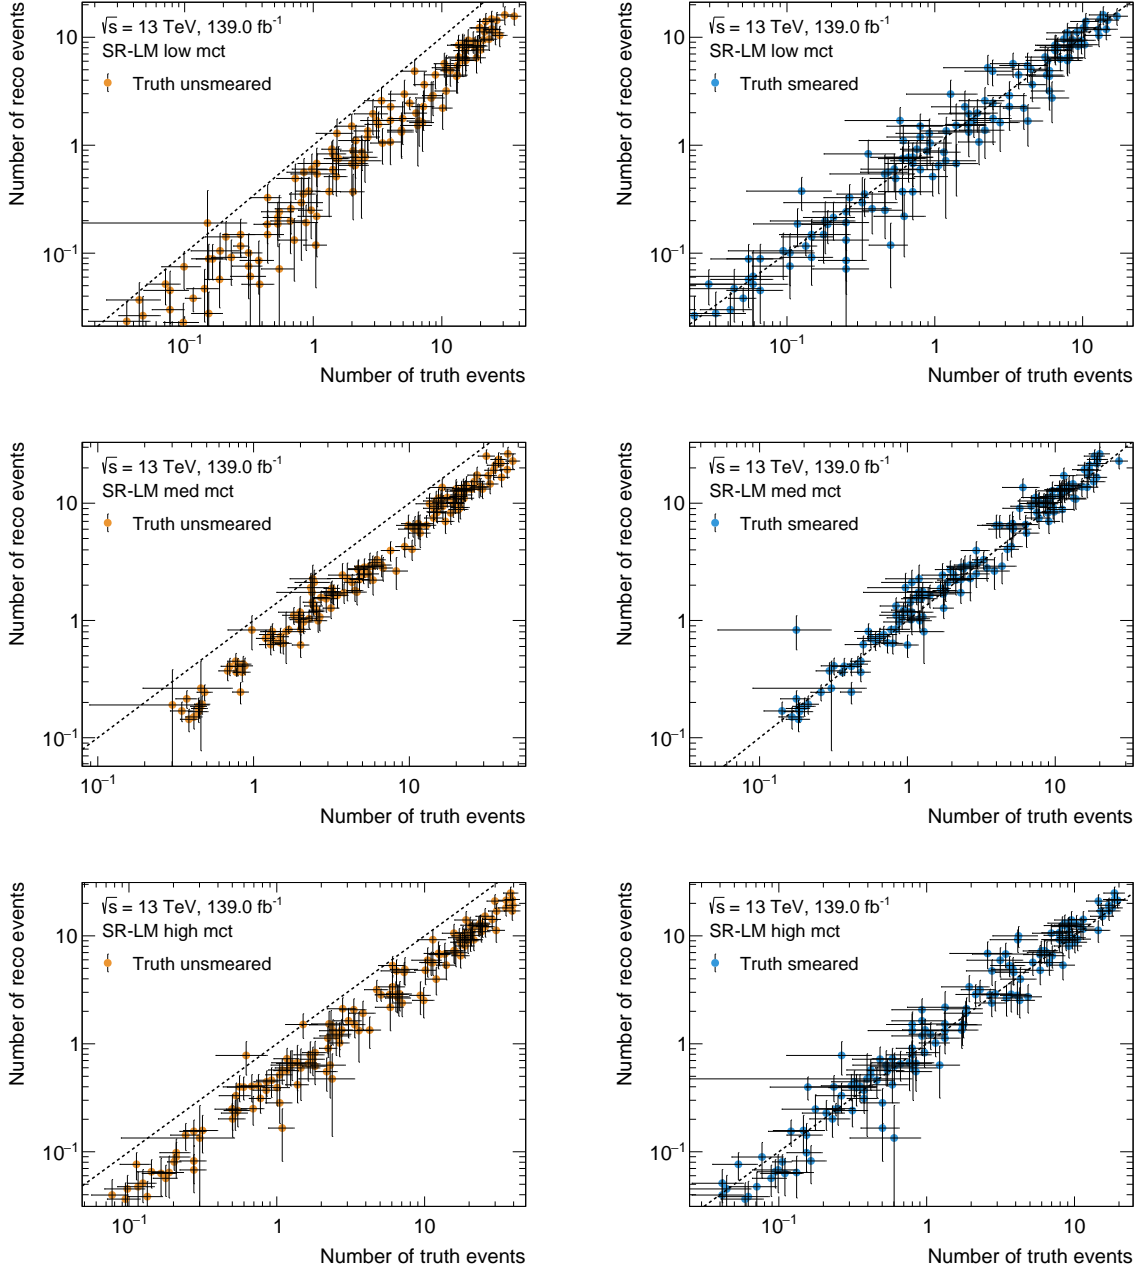 √s = 13 TeV, 139.0 fb⁻¹
SR-LM low mct
Truth unsmeared
Number of reco events
10
1
10⁻¹
10⁻¹ 1 10
Number of truth events
√s = 13 TeV, 139.0 fb⁻¹
SR-LM low mct
Truth smeared
Number of reco events
10
1
10⁻¹
10⁻¹ 1 10
Number of truth events
√s = 13 TeV, 139.0 fb⁻¹
SR-LM med mct
Truth unsmeared
Number of reco events
10
1
10⁻¹
10⁻¹ 1 10
Number of truth events
√s = 13 TeV, 139.0 fb⁻¹
SR-LM med mct
Truth smeared
Number of reco events
10
1
10⁻¹
10⁻¹ 1 10
Number of truth events
√s = 13 TeV, 139.0 fb⁻¹
SR-LM high mct
Truth unsmeared
Number of reco events
10
1
10⁻¹
10⁻¹ 1 10
Number of truth events
√s = 13 TeV, 139.0 fb⁻¹
SR-LM high mct
Truth smeared
Number of reco events
10
1
10⁻¹
10⁻¹ 1 10
Number of truth events